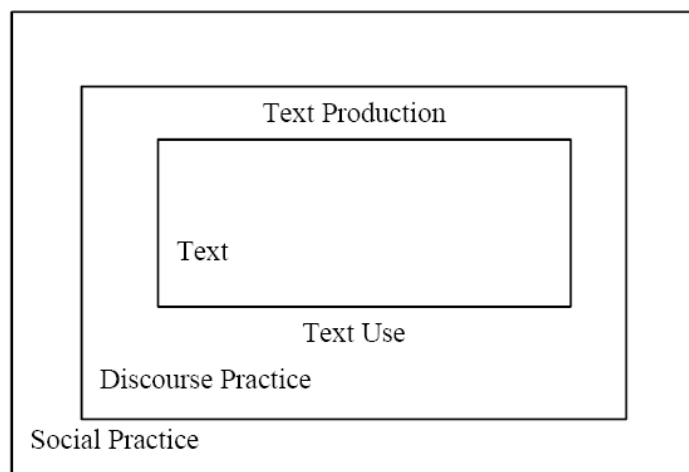 Text Production
Text
Text Use
Discourse Practice
Social Practice